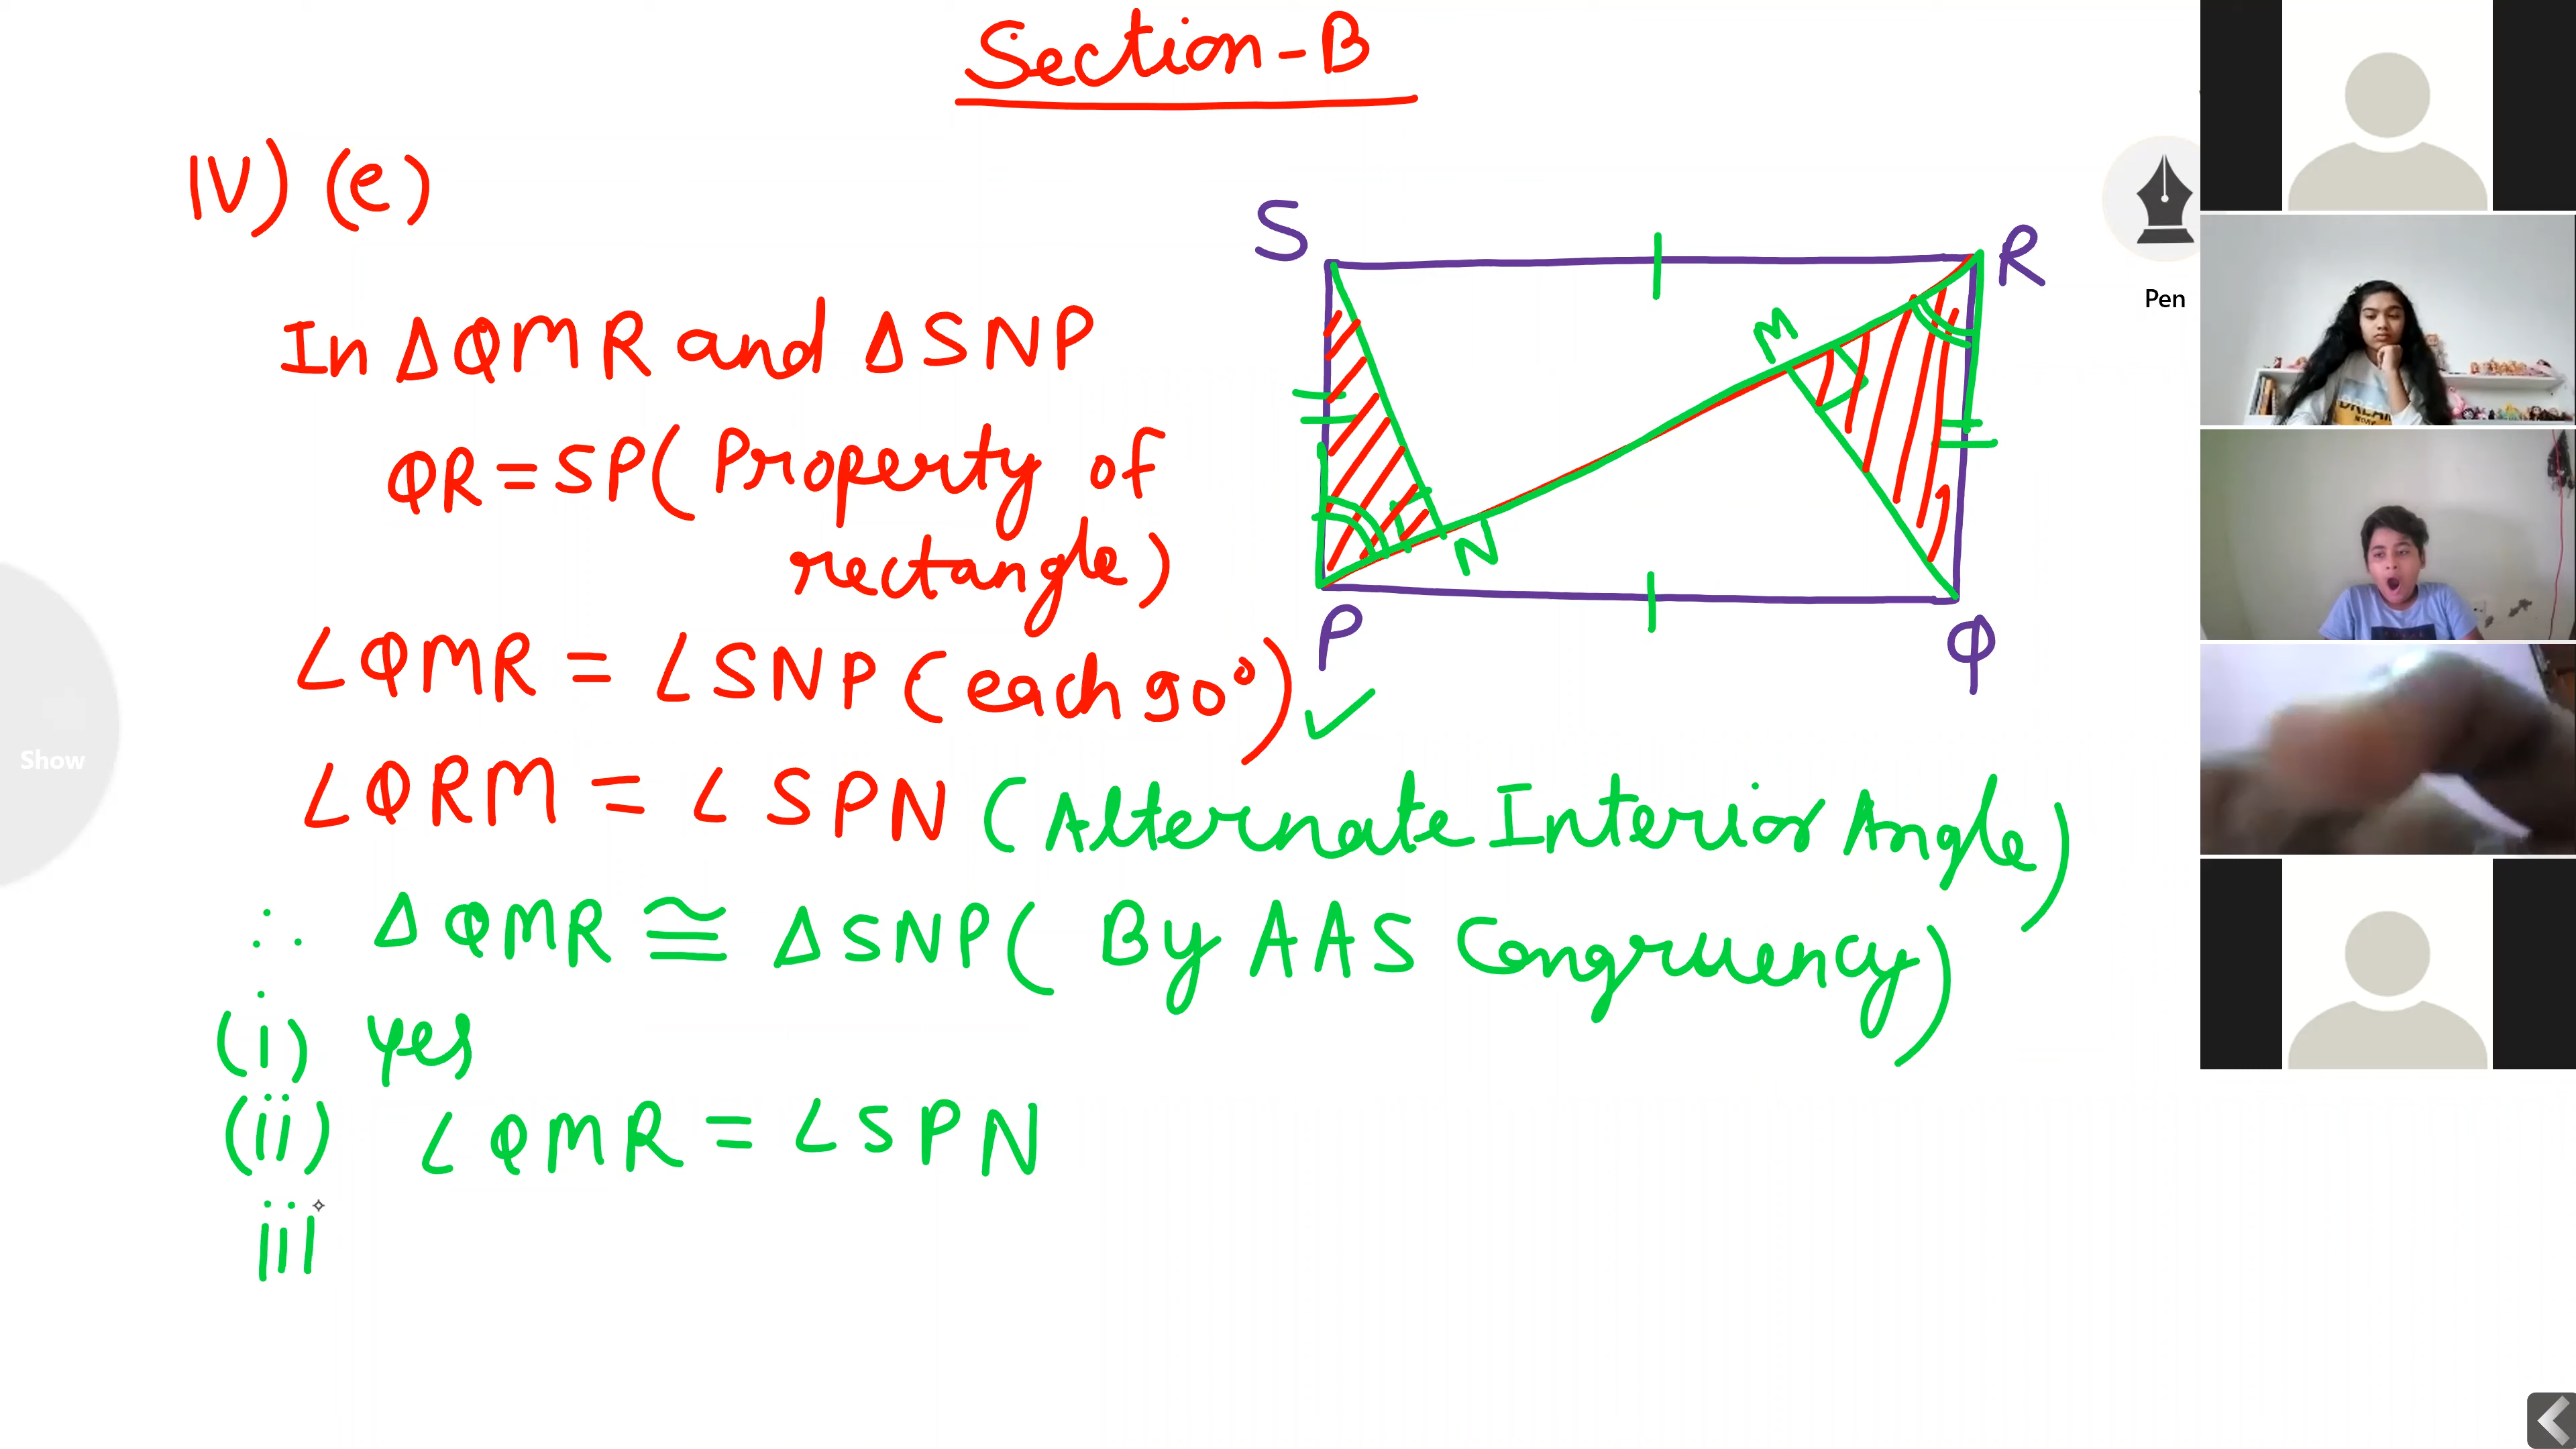 Section-B
IV) (e)
In ΔQMR and ΔSNP
QR = SP ( Property of
rectangle )
∠QMR = ∠SNP ( each 90° )
∠QRM = ∠SPN ( Alternate Interior Angle )
∴ ΔQMR ≅ ΔSNP ( By AAS Congruency )
(i) yes
(ii) ∠QMR = ∠SPN
iii
S
R
M
N
P
Q
Pen
Show